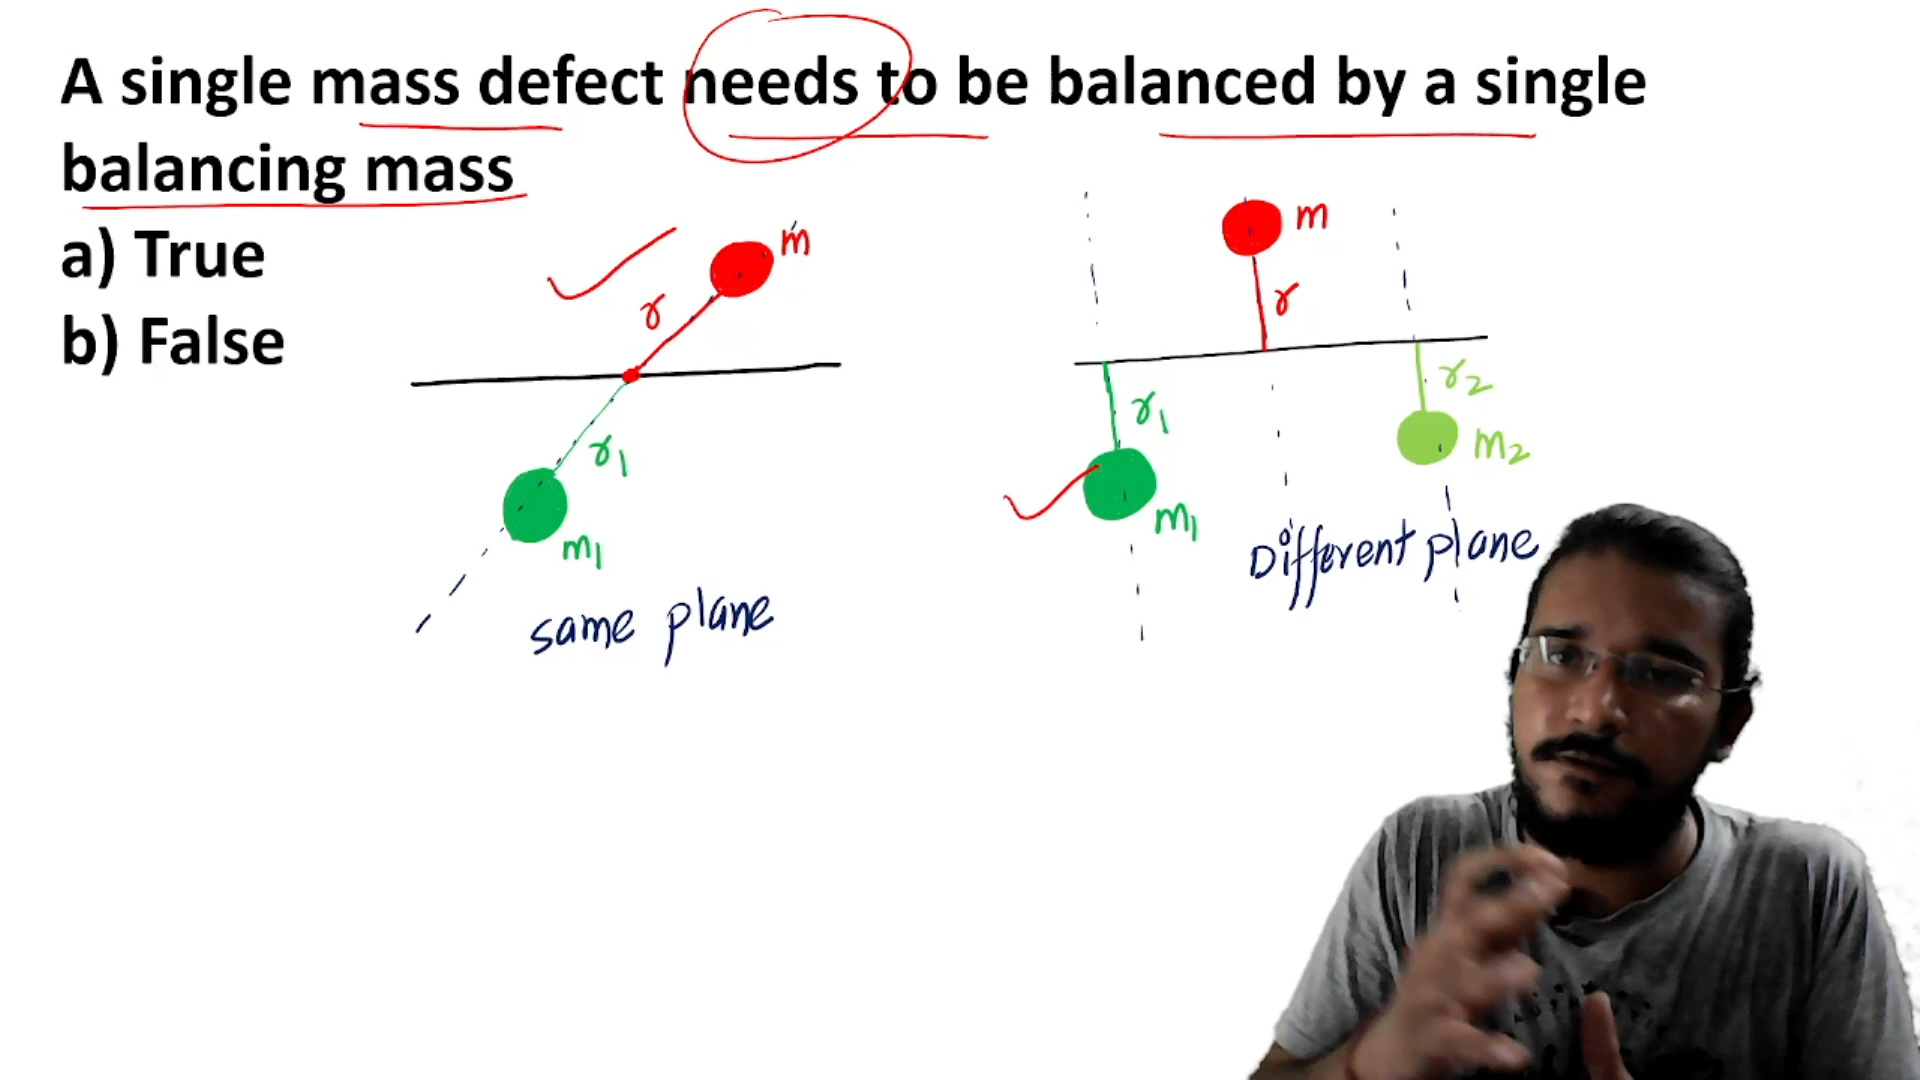 A single mass defect needs to be balanced by a single
balancing mass
a) True
b) False
m
r
r1
m1
same plane
m
r
r1
m1
r2
m2
Different plane